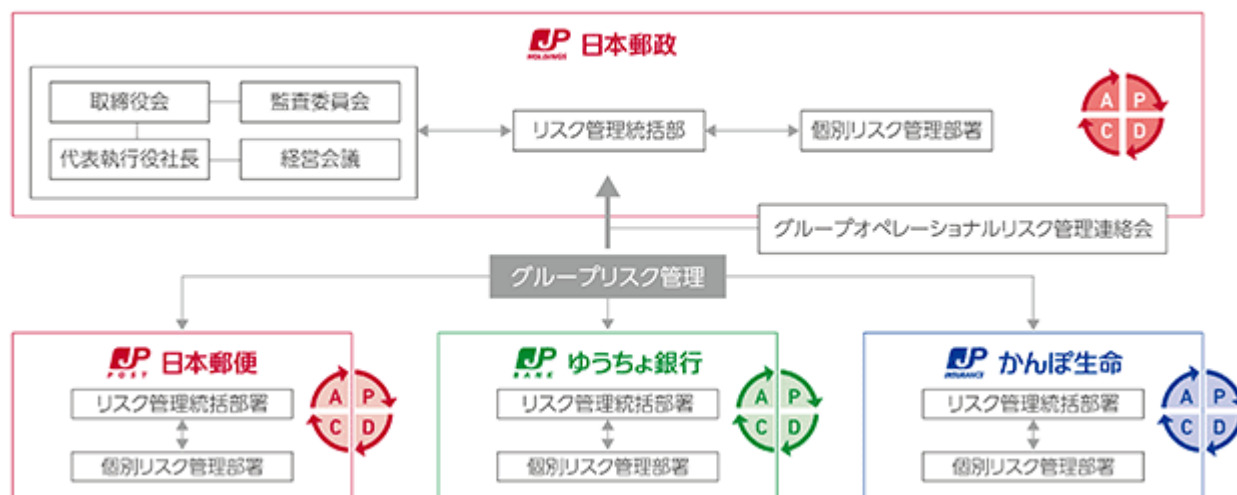 JP HOLDINGS 日本郵政
取締役会
監査委員会
代表執行役社長
経営会議
リスク管理統括部
個別リスク管理部署
A P
C D
グループオペレーショナルリスク管理連絡会
グループリスク管理
JP POST 日本郵便
リスク管理統括部署
個別リスク管理部署
A P
C D
JP BANK ゆうちょ銀行
リスク管理統括部署
個別リスク管理部署
A P
C D
JP INSURANCE かんぽ生命
リスク管理統括部署
個別リスク管理部署
A P
C D